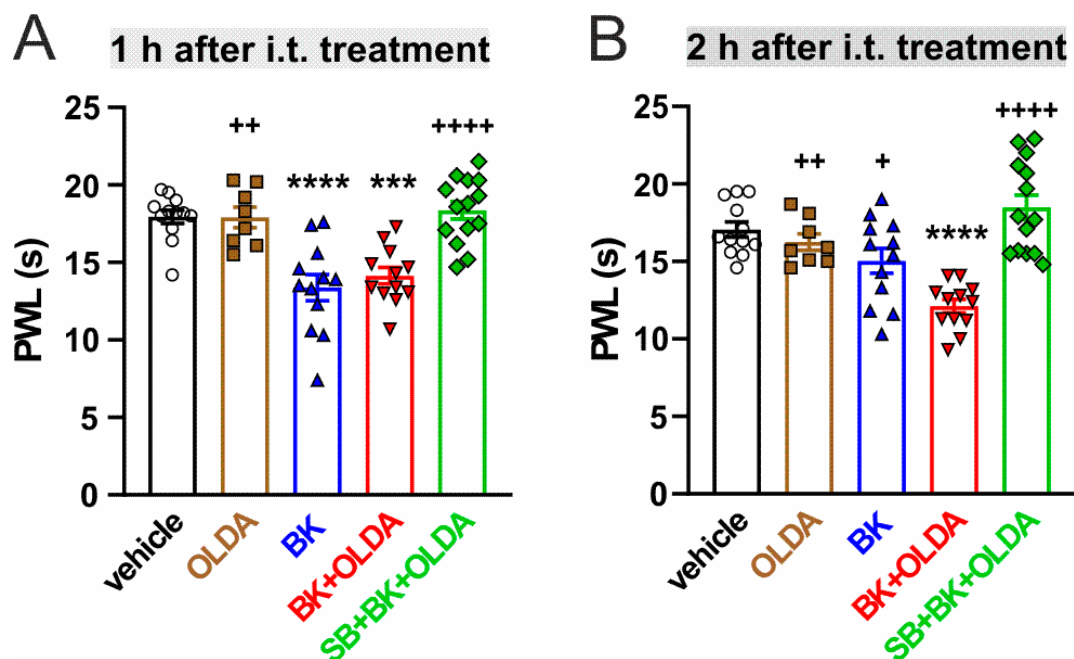 A
1 h after i.t. treatment
25
20
15
10
5
0
PWL (s)
++
****
***
++++
vehicle
OLDA
BK
BK+OLDA
SB+BK+OLDA
B
2 h after i.t. treatment
25
20
15
10
5
0
PWL (s)
++
+
****
++++
vehicle
OLDA
BK
BK+OLDA
SB+BK+OLDA